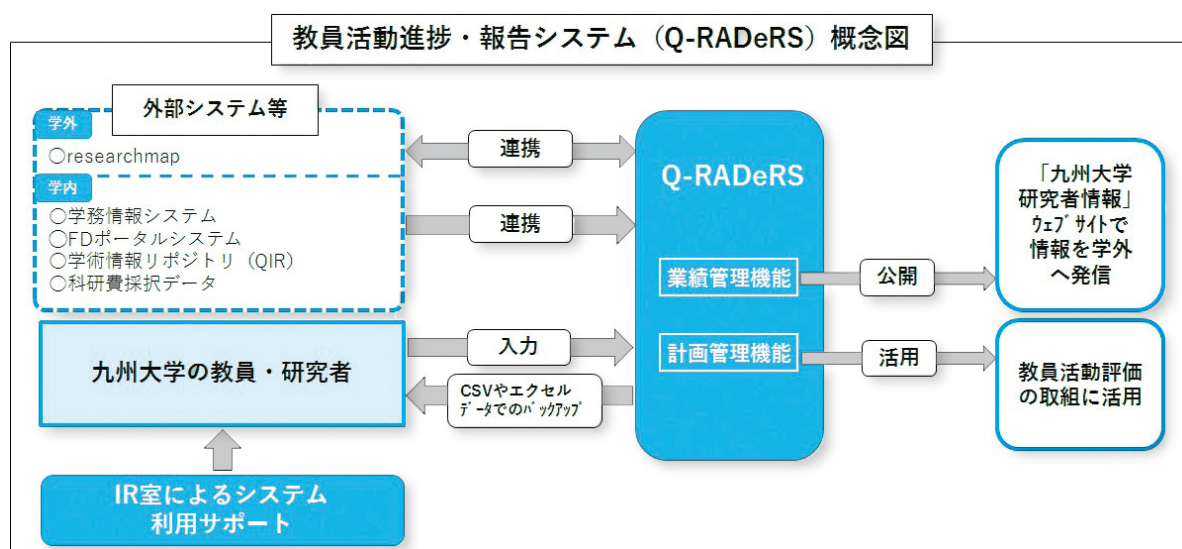 教員活動進捗・報告システム（Q-RADeRS）概念図
外部システム等
学外
○researchmap
学内
○学務情報システム
○FDポータルシステム
○学術情報リポジトリ（QIR）
○科研費採択データ
九州大学の教員・研究者
IR室によるシステム
利用サポート
連携
連携
入力
CSVやエクセル
ﾃﾞｰﾀでのﾊﾞｯｸｱｯﾌﾟ
Q-RADeRS
業績管理機能
計画管理機能
公開
活用
「九州大学
研究者情報」
ｳｪﾌﾞｻｲﾄで
情報を学外
へ発信
教員活動評価
の取組に活用